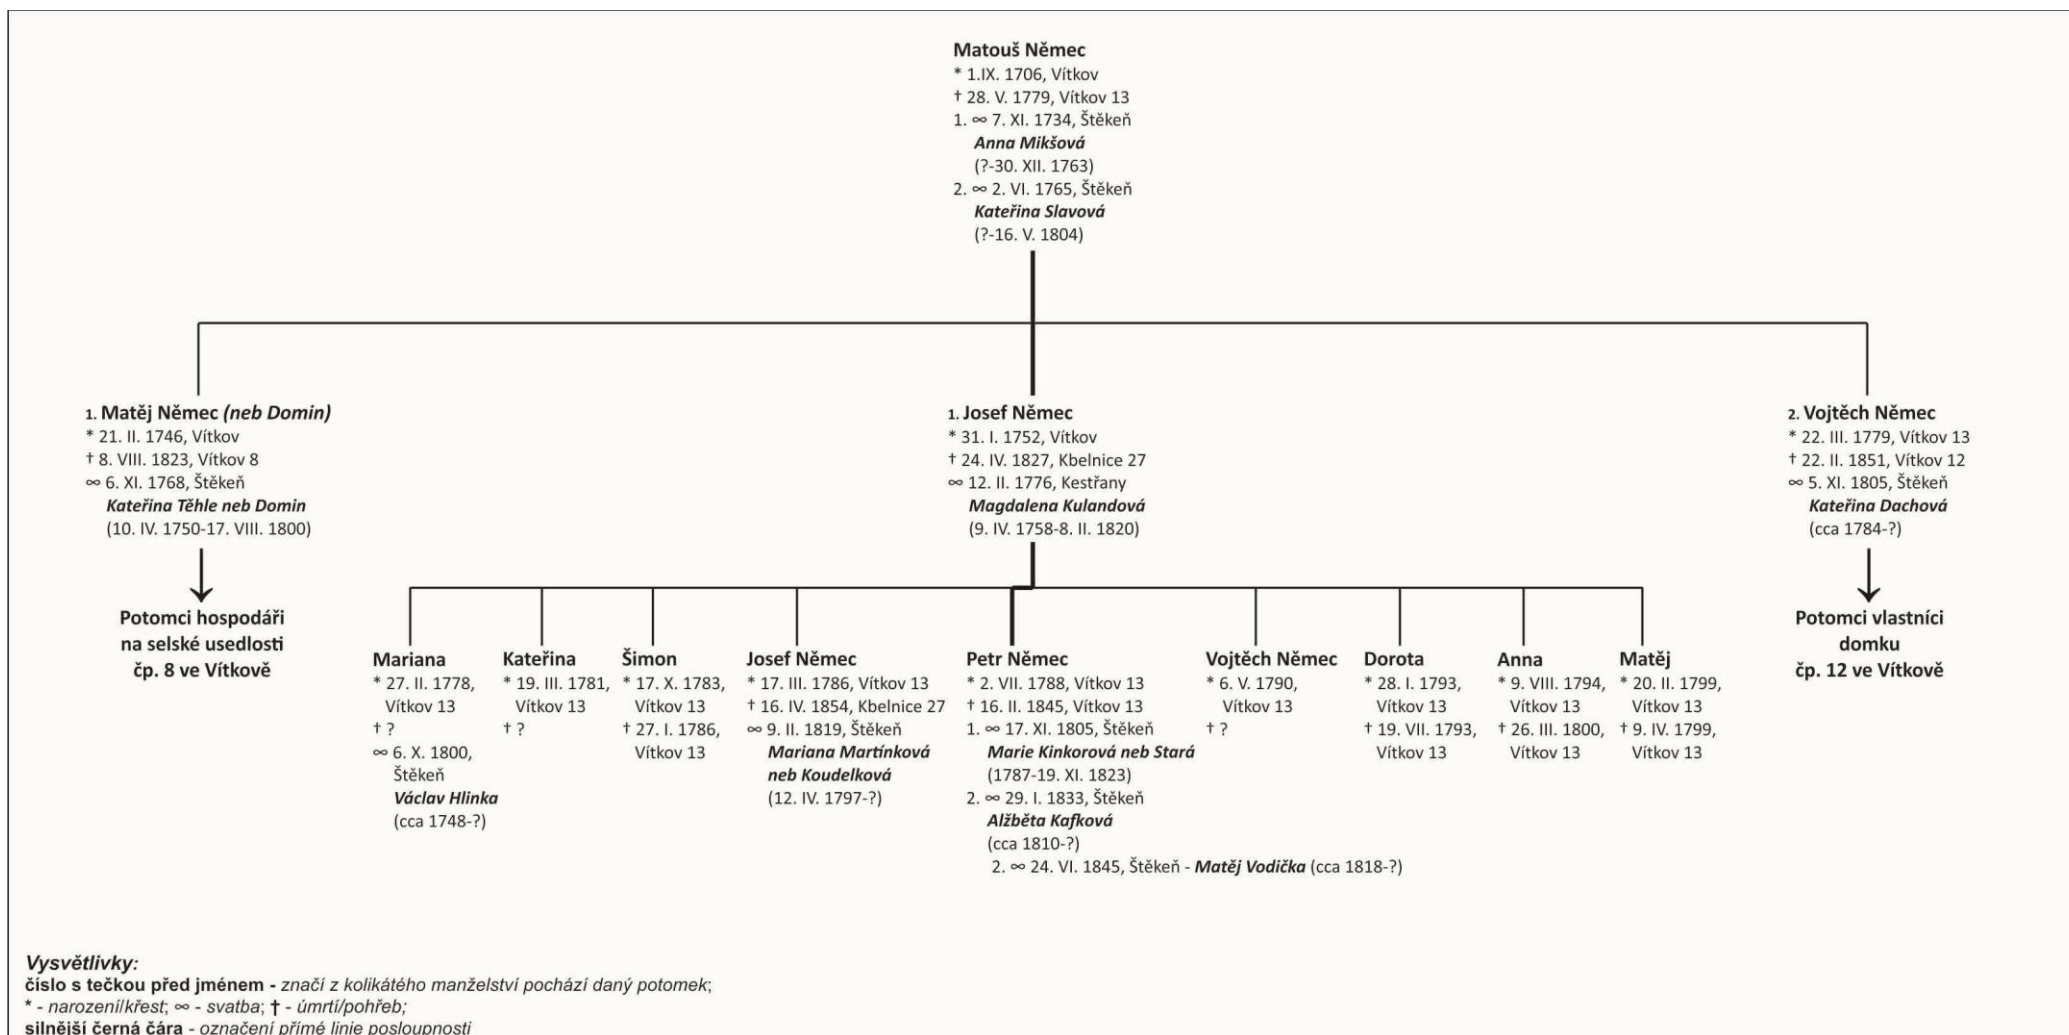 Matouš Němec
* 1.IX. 1706, Vítkov
† 28. V. 1779, Vítkov 13
1. ∞ 7. XI. 1734, Štěkeň
Anna Mikšová
(?-30. XII. 1763)
2. ∞ 2. VI. 1765, Štěkeň
Kateřina Slavová
(?-16. V. 1804)
1. Matěj Němec (neb Domin)
* 21. II. 1746, Vítkov
† 8. VIII. 1823, Vítkov 8
∞ 6. XI. 1768, Štěkeň
Kateřina Těhle neb Domin
(10. IV. 1750-17. VIII. 1800)
Potomci hospodáři
na selské usedlosti
čp. 8 ve Vítkově
1. Josef Němec
* 31. I. 1752, Vítkov
† 24. IV. 1827, Kbelnice 27
∞ 12. II. 1776, Kestřany
Magdalena Kulandová
(9. IV. 1758-8. II. 1820)
2. Vojtěch Němec
* 22. III. 1779, Vítkov 13
† 22. II. 1851, Vítkov 12
∞ 5. XI. 1805, Štěkeň
Kateřina Dachová
(cca 1784-?)
Potomci vlastníci
domku
čp. 12 ve Vítkově
Mariana
* 27. II. 1778,
Vítkov 13
† ?
∞ 6. X. 1800,
Štěkeň
Václav Hlinka
(cca 1748-?)
Kateřina
* 19. III. 1781,
Vítkov 13
† ?
Šimon
* 17. X. 1783,
Vítkov 13
† 27. I. 1786,
Vítkov 13
Josef Němec
* 17. III. 1786, Vítkov 13
† 16. IV. 1854, Kbelnice 27
∞ 9. II. 1819, Štěkeň
Mariana Martínková
neb Koudelková
(12. IV. 1797-?)
Petr Němec
* 2. VII. 1788, Vítkov 13
† 16. II. 1845, Vítkov 13
1. ∞ 17. XI. 1805, Štěkeň
Marie Kinkorová neb Stará
(1787-19. XI. 1823)
2. ∞ 29. I. 1833, Štěkeň
Alžběta Kafková
(cca 1810-?)
2. ∞ 24. VI. 1845, Štěkeň - Matěj Vodička (cca 1818-?)
Vojtěch Němec
* 6. V. 1790,
Vítkov 13
† ?
Dorota
* 28. I. 1793,
Vítkov 13
† 19. VII. 1793,
Vítkov 13
Anna
* 9. VIII. 1794,
Vítkov 13
† 26. III. 1800,
Vítkov 13
Matěj
* 20. II. 1799,
Vítkov 13
† 9. IV. 1799,
Vítkov 13
Vysvětlivky:
číslo s tečkou před jménem - značí z kolikátého manželství pochází daný potomek;
* - narození/křest; ∞ - svatba; † - úmrtí/pohřeb;
silnější černá čára - označení přímé linie posloupnosti